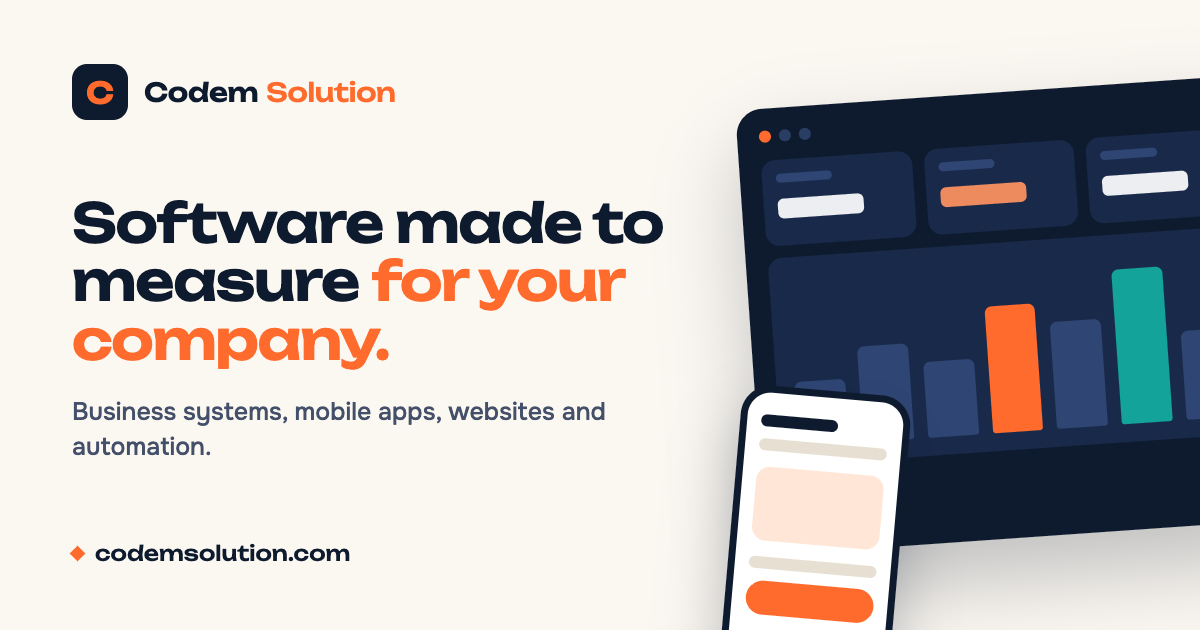 C
Codem Solution
Software made to
measure for your
company.
Business systems, mobile apps, websites and
automation.
codemsolution.com